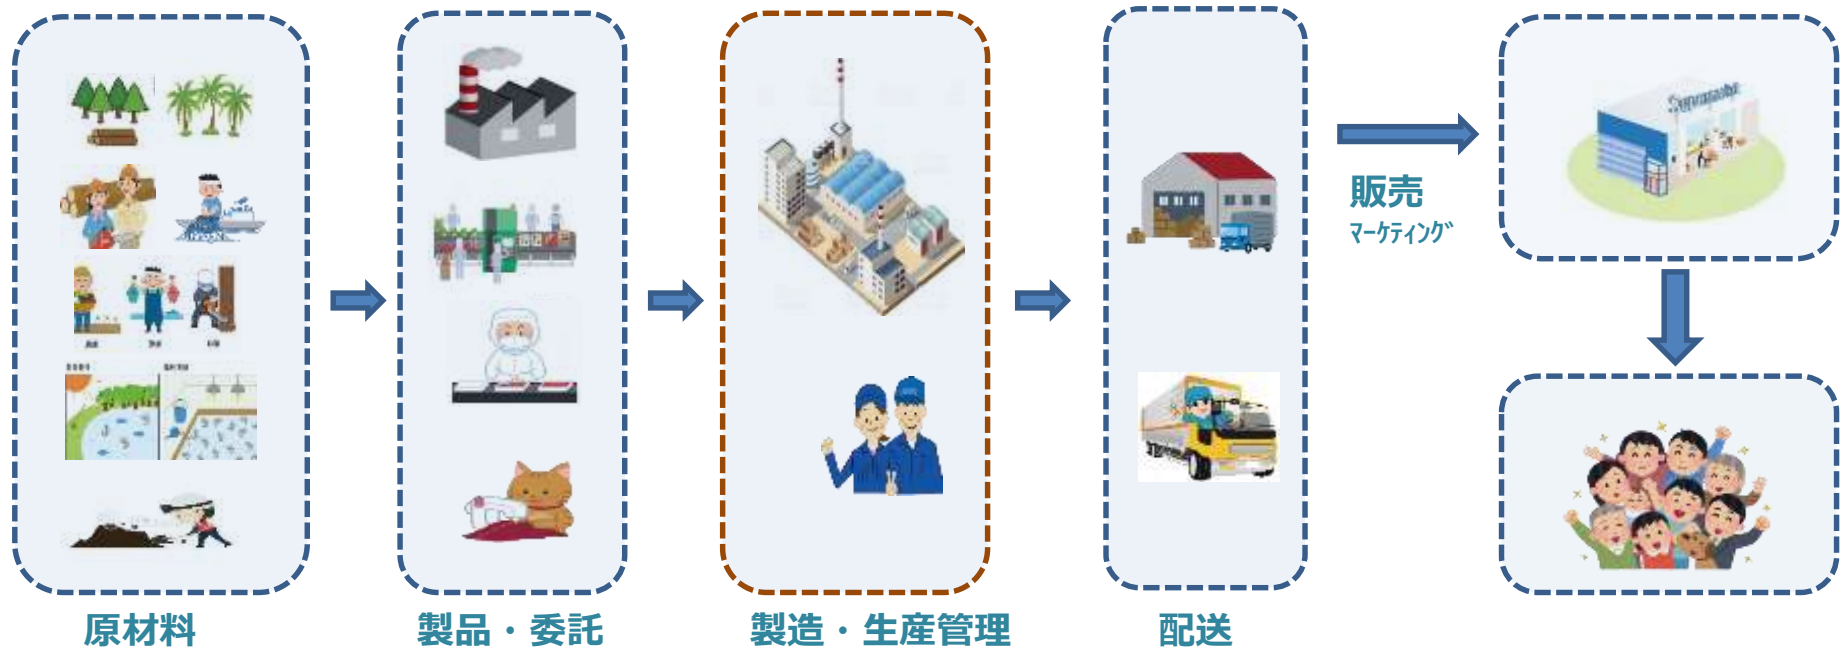 原材料
製品・委託
製造・生産管理
配送
販売
ﾏｰｹﾃｨﾝｸﾞ